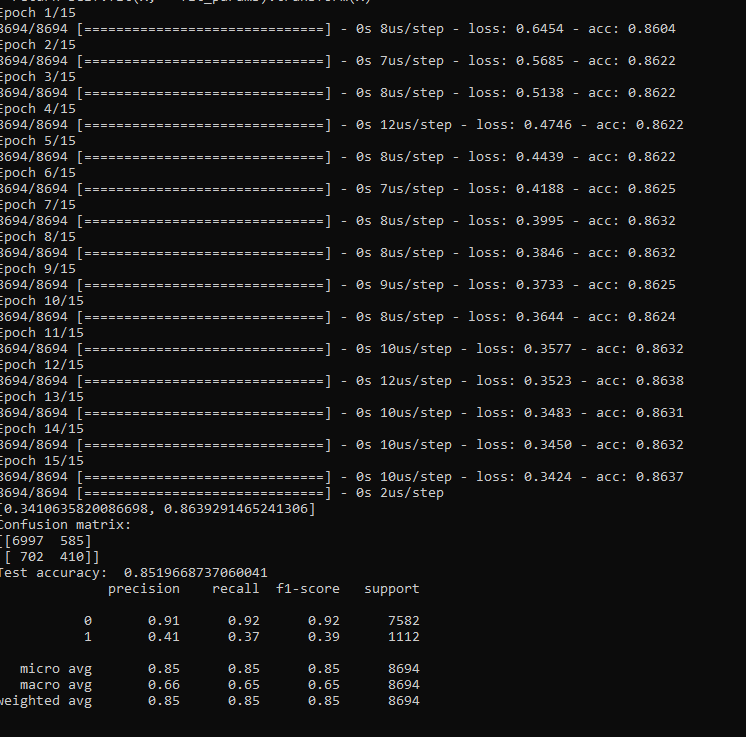 Epoch 1/15
8694/8694 [==============================] - 0s 8us/step - loss: 0.6454 - acc: 0.8604
Epoch 2/15
8694/8694 [==============================] - 0s 7us/step - loss: 0.5685 - acc: 0.8622
Epoch 3/15
8694/8694 [==============================] - 0s 8us/step - loss: 0.5138 - acc: 0.8622
Epoch 4/15
8694/8694 [==============================] - 0s 12us/step - loss: 0.4746 - acc: 0.8622
Epoch 5/15
8694/8694 [==============================] - 0s 8us/step - loss: 0.4439 - acc: 0.8622
Epoch 6/15
8694/8694 [==============================] - 0s 7us/step - loss: 0.4188 - acc: 0.8625
Epoch 7/15
8694/8694 [==============================] - 0s 8us/step - loss: 0.3995 - acc: 0.8632
Epoch 8/15
8694/8694 [==============================] - 0s 8us/step - loss: 0.3846 - acc: 0.8632
Epoch 9/15
8694/8694 [==============================] - 0s 9us/step - loss: 0.3733 - acc: 0.8625
Epoch 10/15
8694/8694 [==============================] - 0s 8us/step - loss: 0.3644 - acc: 0.8624
Epoch 11/15
8694/8694 [==============================] - 0s 10us/step - loss: 0.3577 - acc: 0.8632
Epoch 12/15
8694/8694 [==============================] - 0s 12us/step - loss: 0.3523 - acc: 0.8638
Epoch 13/15
8694/8694 [==============================] - 0s 10us/step - loss: 0.3483 - acc: 0.8631
Epoch 14/15
8694/8694 [==============================] - 0s 10us/step - loss: 0.3450 - acc: 0.8632
Epoch 15/15
8694/8694 [==============================] - 0s 10us/step - loss: 0.3424 - acc: 0.8637
8694/8694 [==============================] - 0s 2us/step
[0.3410635820086698, 0.8639291465241306]
Confusion matrix:
[[6997  585]
 [ 702  410]]
Test accuracy:  0.8519668737060041
              precision    recall  f1-score   support

           0       0.91      0.92      0.92      7582
           1       0.41      0.37      0.39      1112

   micro avg       0.85      0.85      0.85      8694
   macro avg       0.66      0.65      0.65      8694
weighted avg       0.85      0.85      0.85      8694